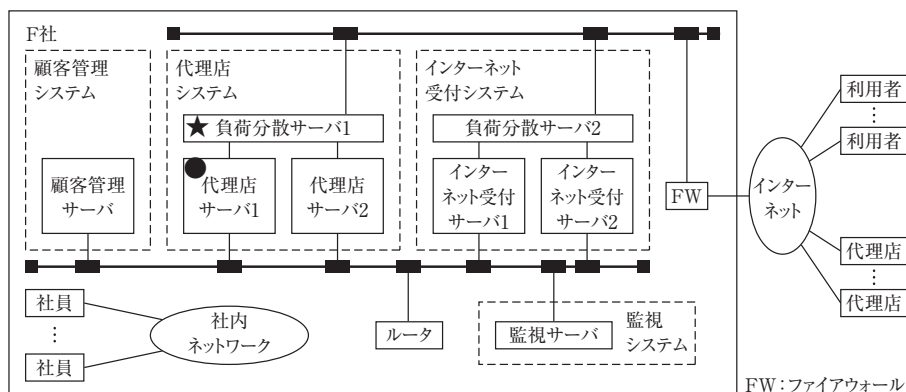 F社
顧客管理
システム
代理店
システム
インターネット
受付システム
★ 負荷分散サーバ1
負荷分散サーバ2
顧客管理
サーバ
代理店
サーバ1
代理店
サーバ2
インター
ネット受付
サーバ1
インター
ネット受付
サーバ2
FW
インター
ネット
利用者
⋮
利用者
代理店
⋮
代理店
社員
⋮
社員
社内
ネットワーク
ルータ
監視サーバ
監視
システム
FW:ファイアウォール